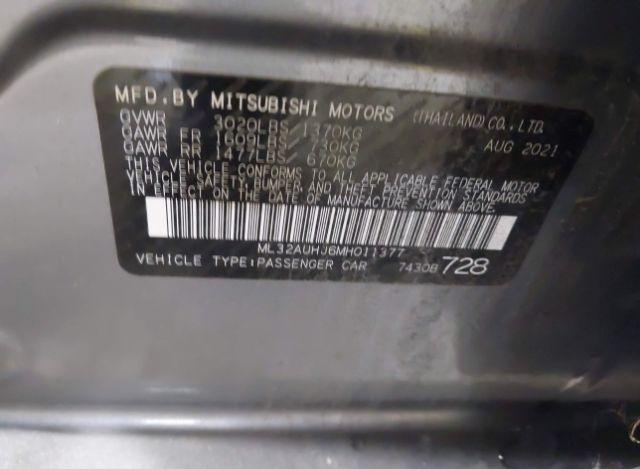 MFD. BY MITSUBISHI MOTORS (THAILAND) CO., LTD.
GVWR 3020LBS/1370KG AUG 2021
GAWR FR 1609LBS/730KG
GAWR RR 1477LBS/670KG
THIS VEHICLE CONFORMS TO ALL APPLICABLE FEDERAL MOTOR
VEHICLE SAFETY, BUMPER, AND THEFT PREVENTION STANDARDS
IN EFFECT ON THE DATE OF MANUFACTURE SHOWN ABOVE.
ML32AUHJ6MH011377
VEHICLE TYPE:PASSENGER CAR 7430B 728